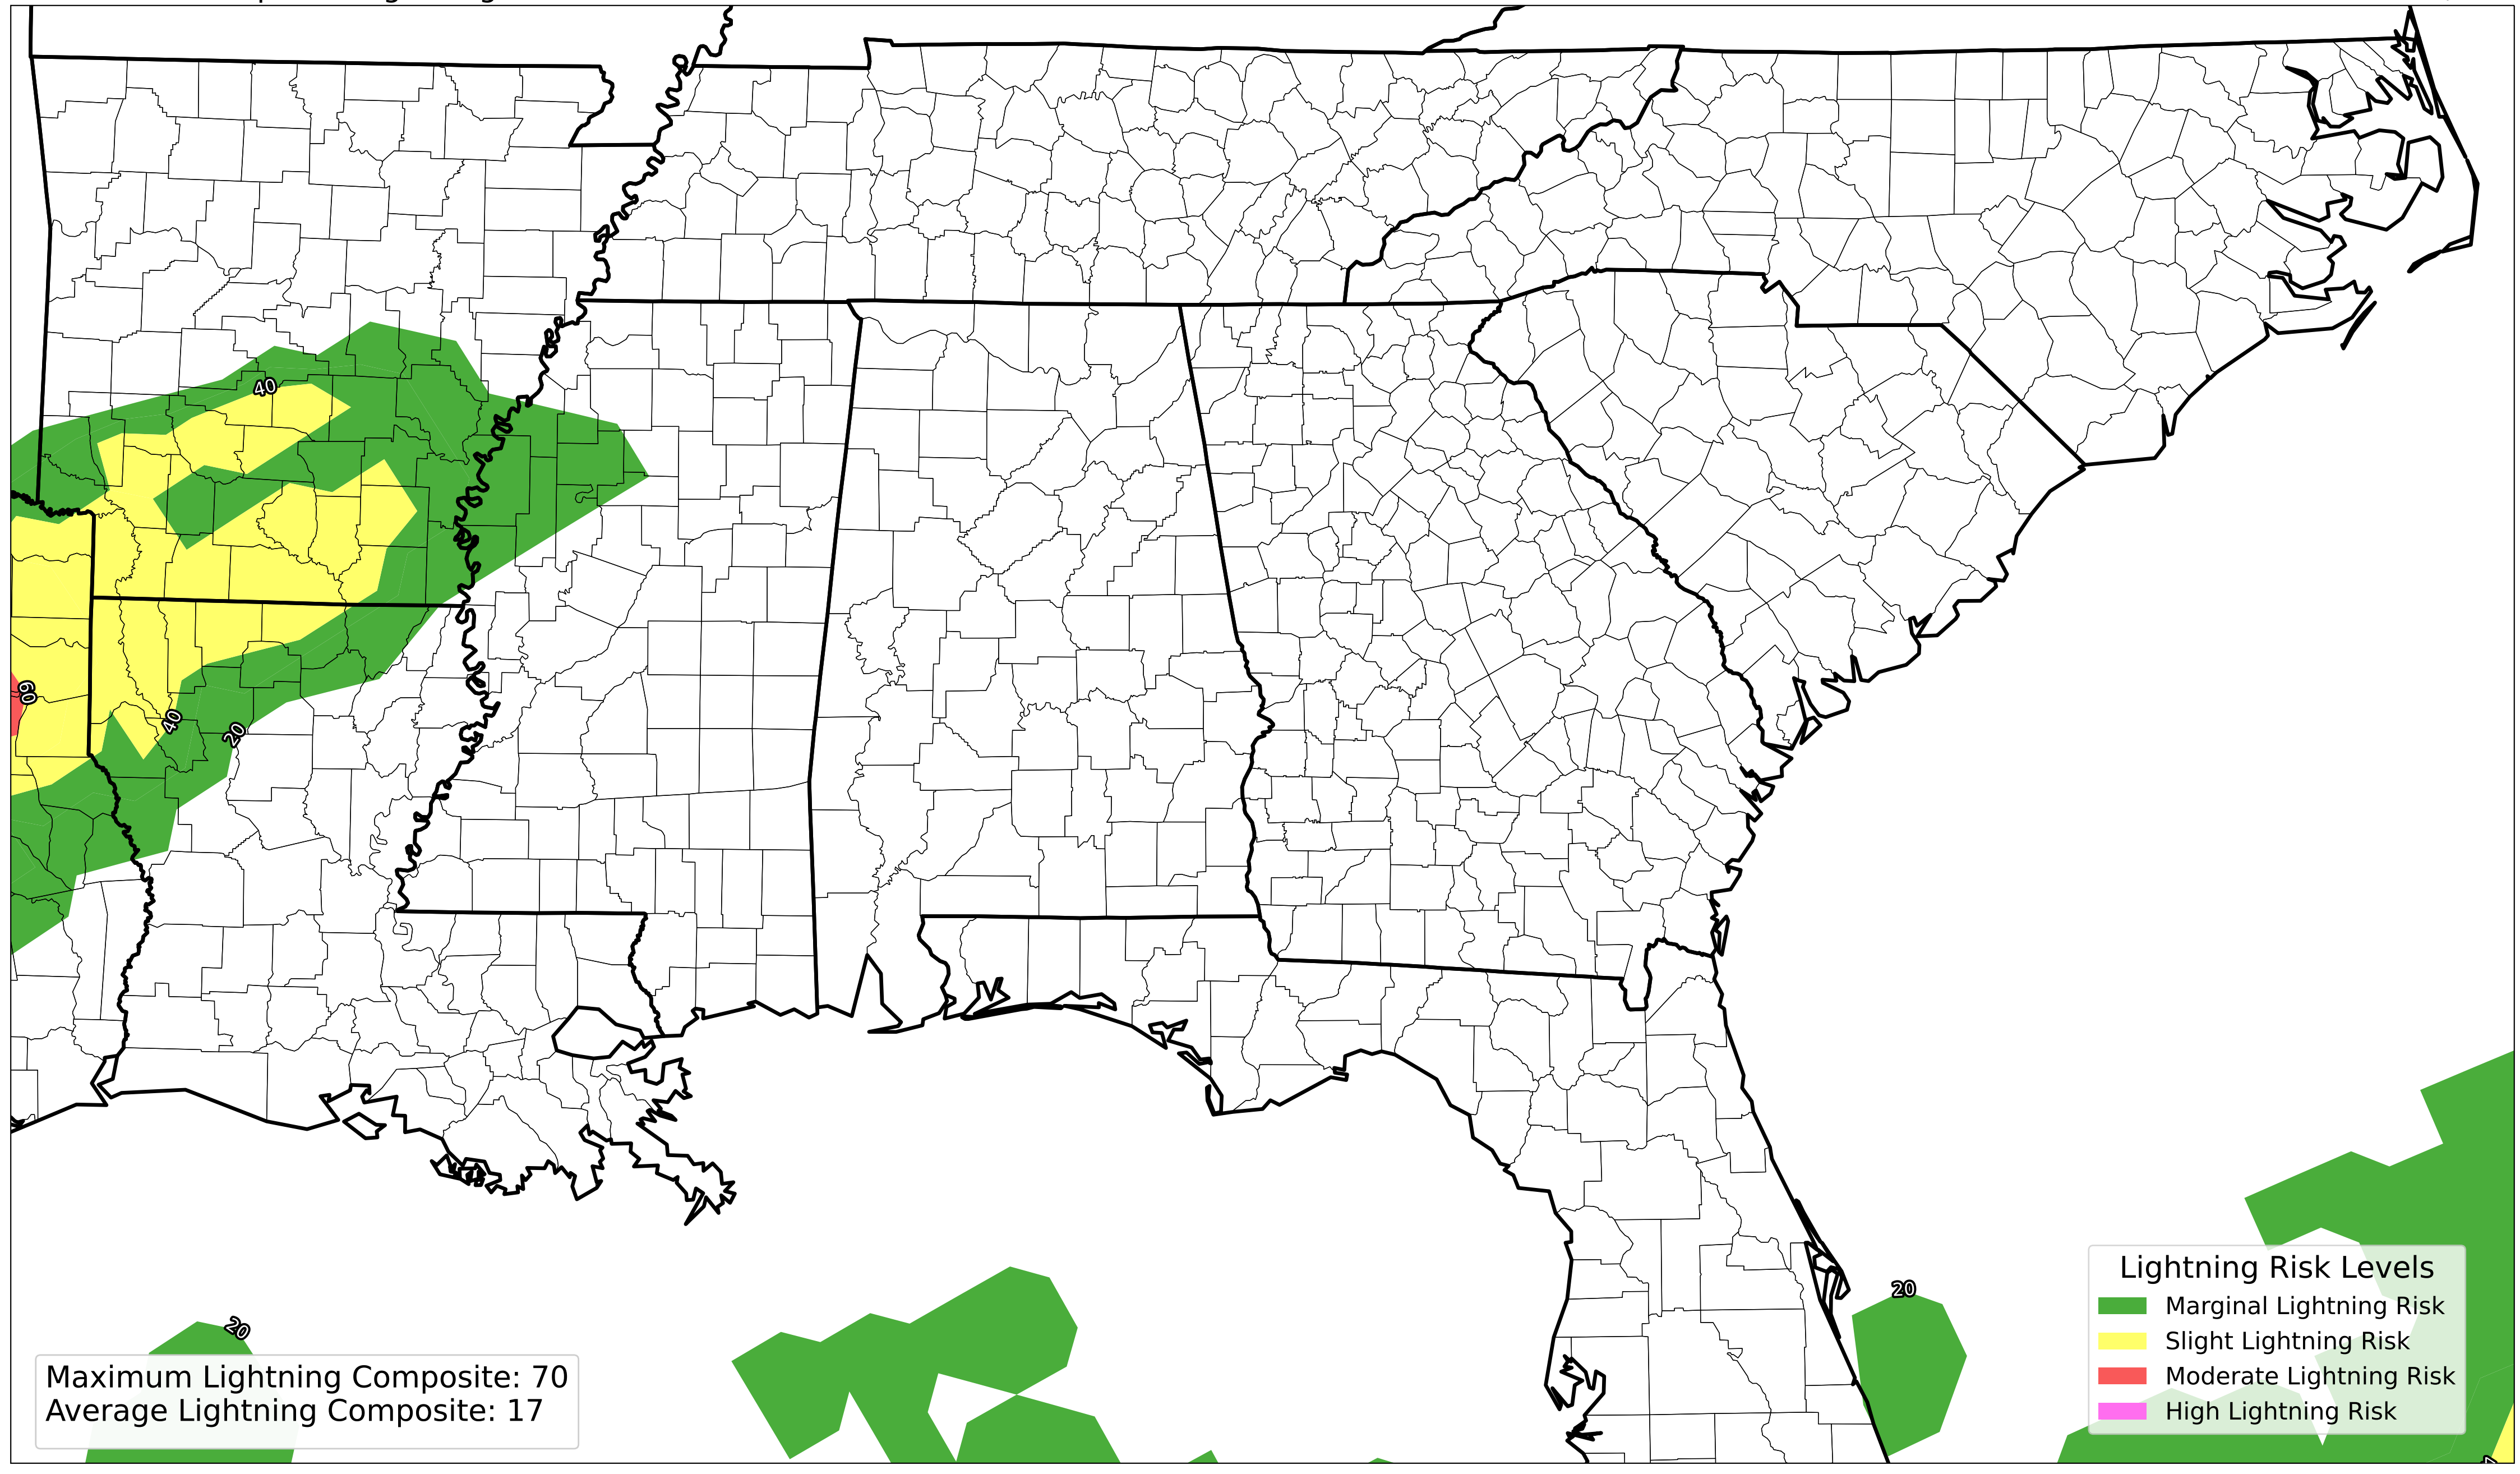 40
60
40
20
20
20
Maximum Lightning Composite: 70
Average Lightning Composite: 17
Lightning Risk Levels
Marginal Lightning Risk
Slight Lightning Risk
Moderate Lightning Risk
High Lightning Risk